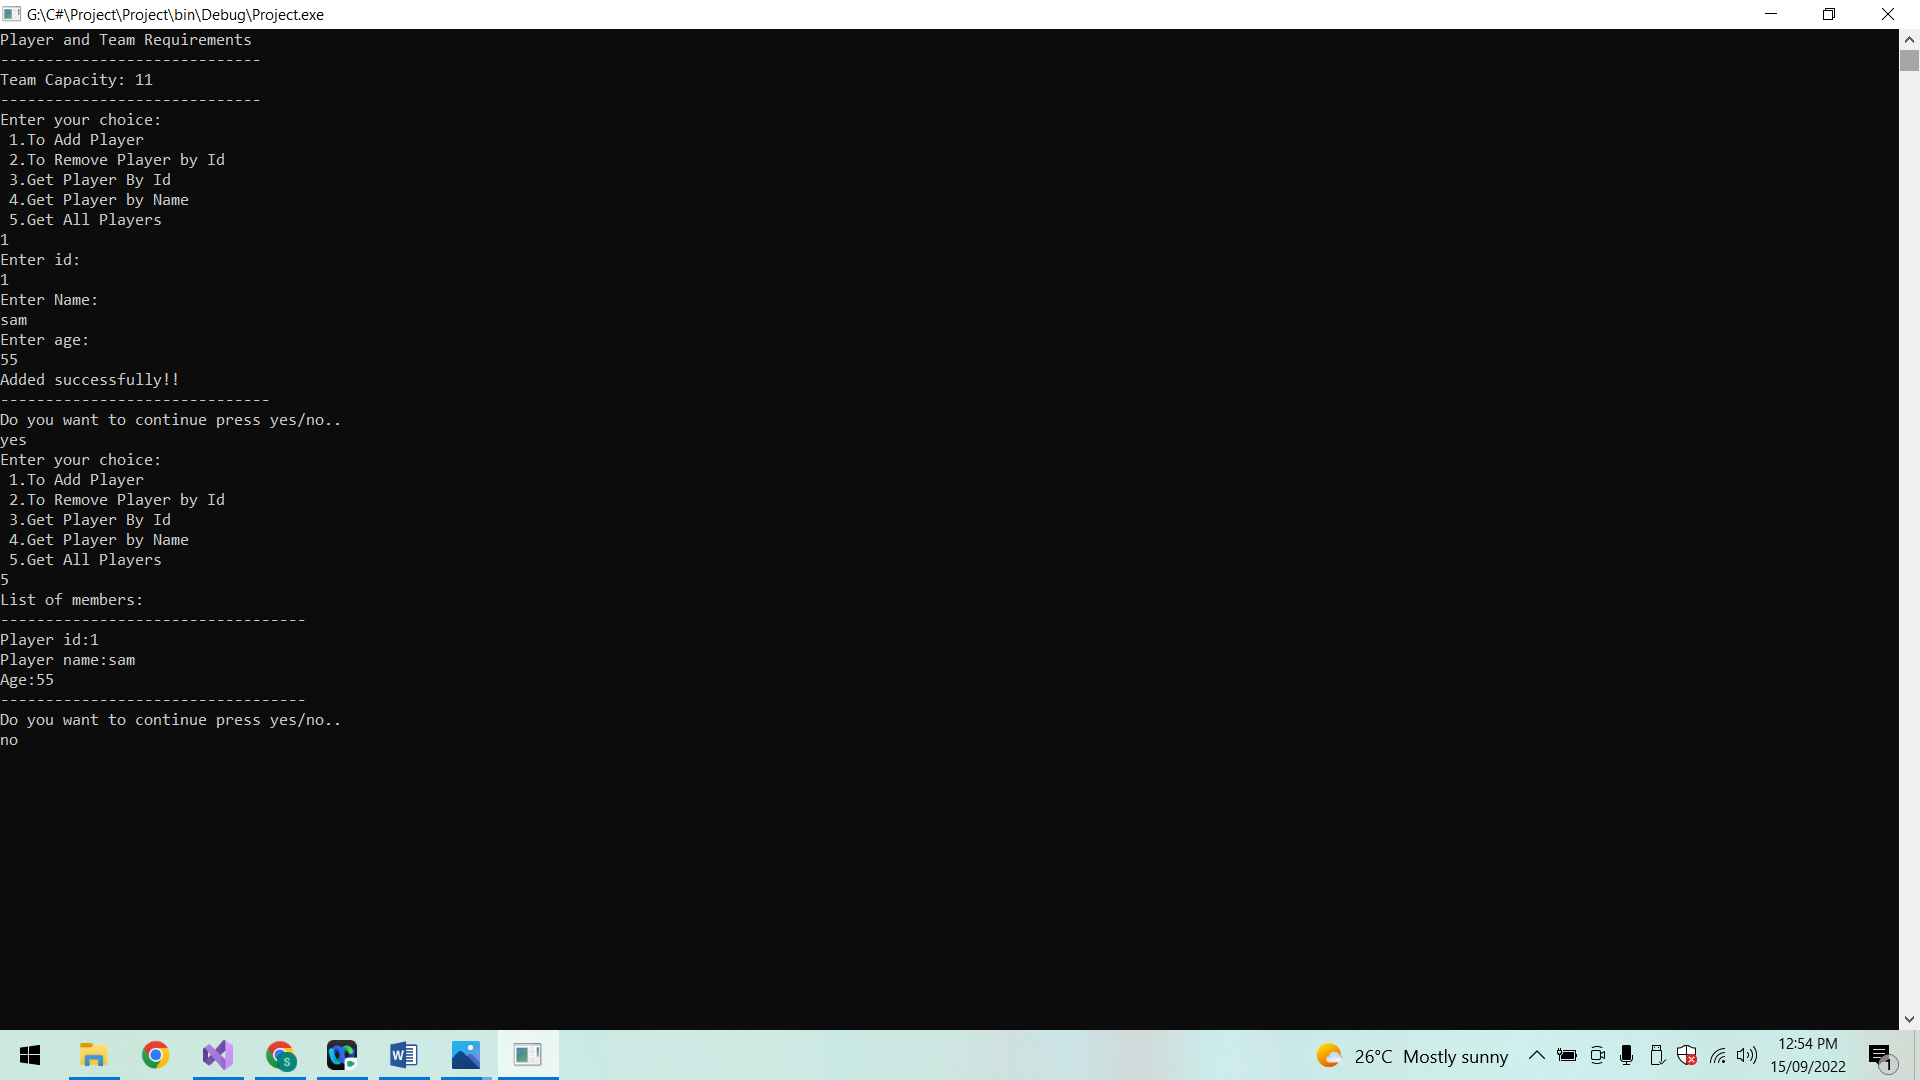 G:\C#\Project\Project\bin\Debug\Project.exe
Player and Team Requirements
-----------------------------
Team Capacity: 11
-----------------------------
Enter your choice:
 1.To Add Player
 2.To Remove Player by Id
 3.Get Player By Id
 4.Get Player by Name
 5.Get All Players
1
Enter id:
1
Enter Name:
sam
Enter age:
55
Added successfully!!
------------------------------
Do you want to continue press yes/no..
yes
Enter your choice:
 1.To Add Player
 2.To Remove Player by Id
 3.Get Player By Id
 4.Get Player by Name
 5.Get All Players
5
List of members:
----------------------------------
Player id:1
Player name:sam
Age:55
----------------------------------
Do you want to continue press yes/no..
no
26°C Mostly sunny
12:54 PM
15/09/2022
1